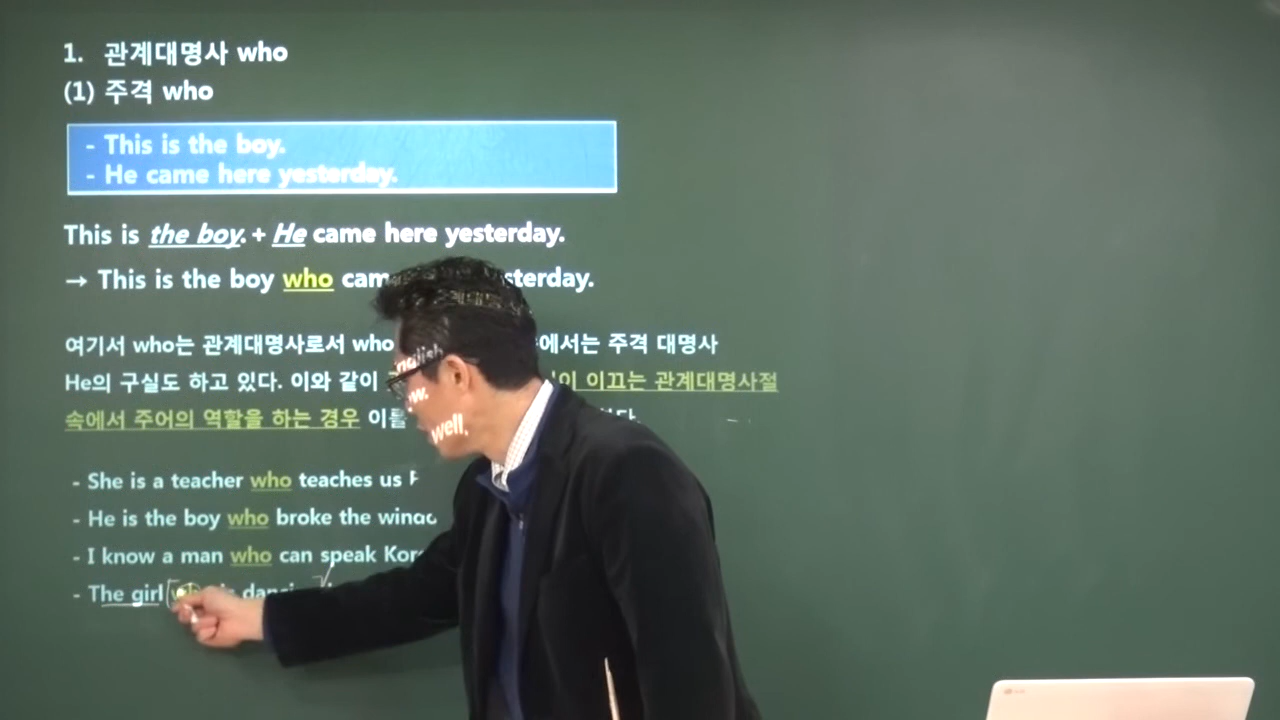 1. 관계대명사 who
(1) 주격 who
- This is the boy.
- He came here yesterday.
This is the boy. + He came here yesterday.
→ This is the boy who
여기서 who는 관계대명사로서 who 에서는 주격 대명사
He의 구실도 하고 있다. 이와 같이 이 이끄는 관계대명사절
속에서 주어의 역할을 하는 경우 이를
- She is a teacher who teaches us
- He is the boy who broke the
- I know a man who can speak
- The girl
well.